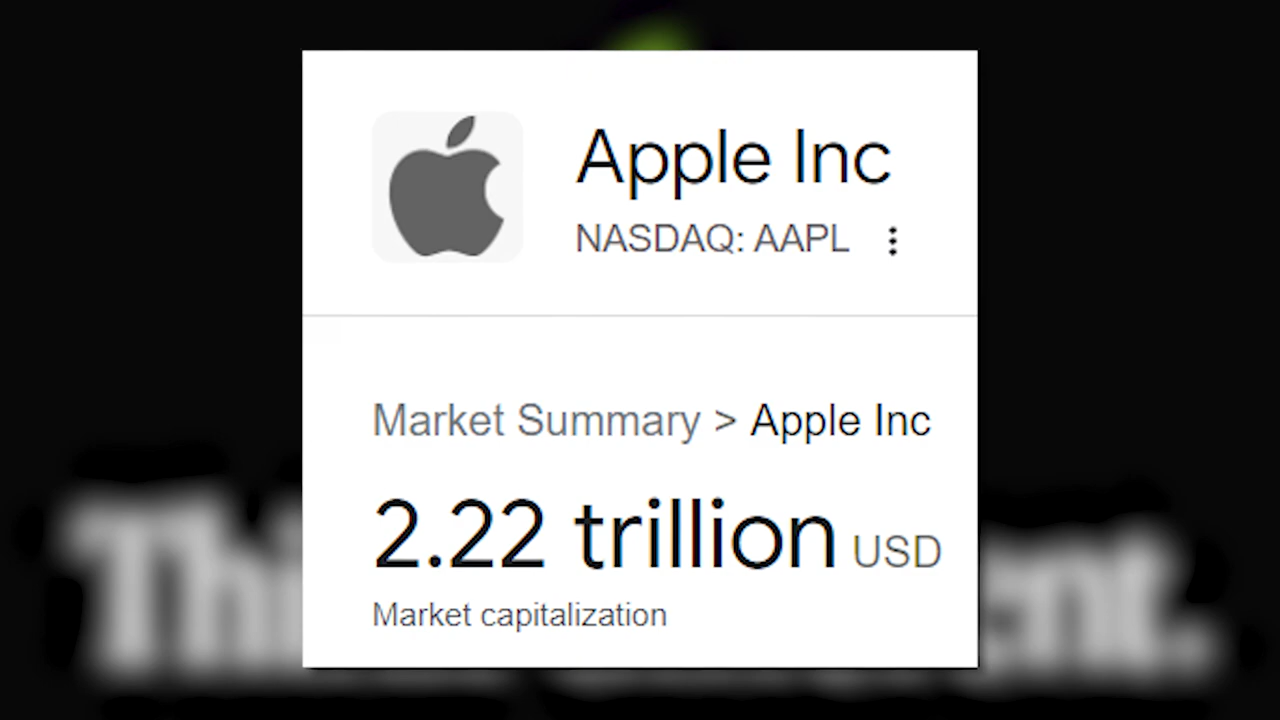 Apple Inc
NASDAQ: AAPL
Market Summary > Apple Inc
2.22 trillion USD
Market capitalization